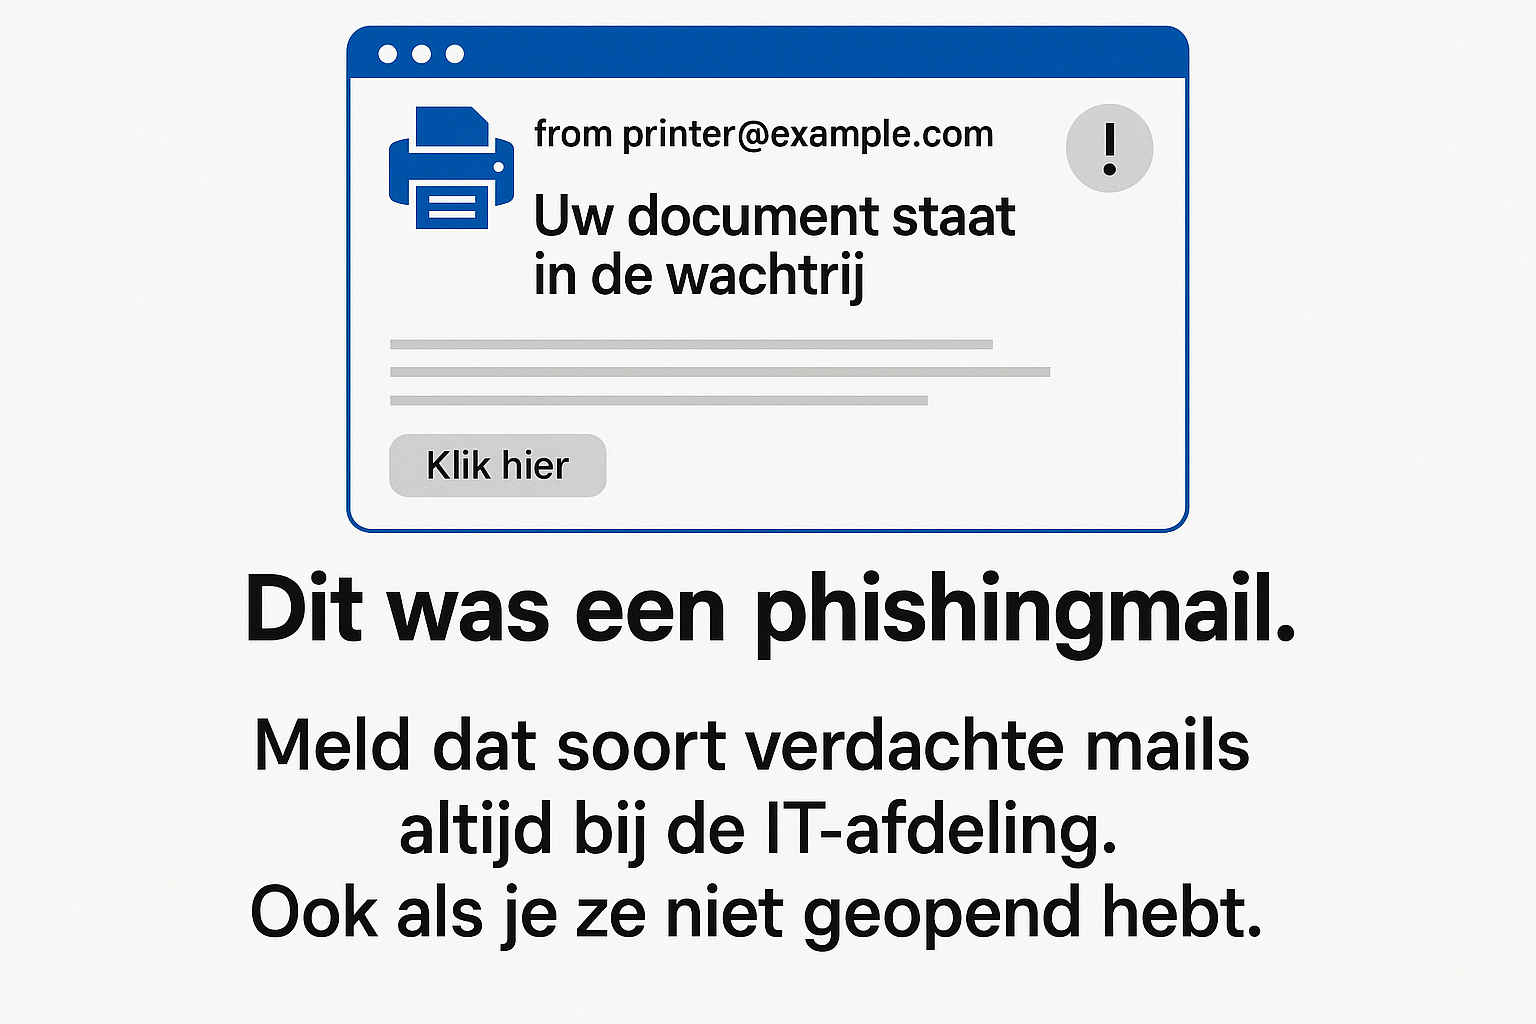 from printer@example.com
!
Uw document staat
in de wachtrij
Klik hier
Dit was een phishingmail.
Meld dat soort verdachte mails
altijd bij de IT-afdeling.
Ook als je ze niet geopend hebt.